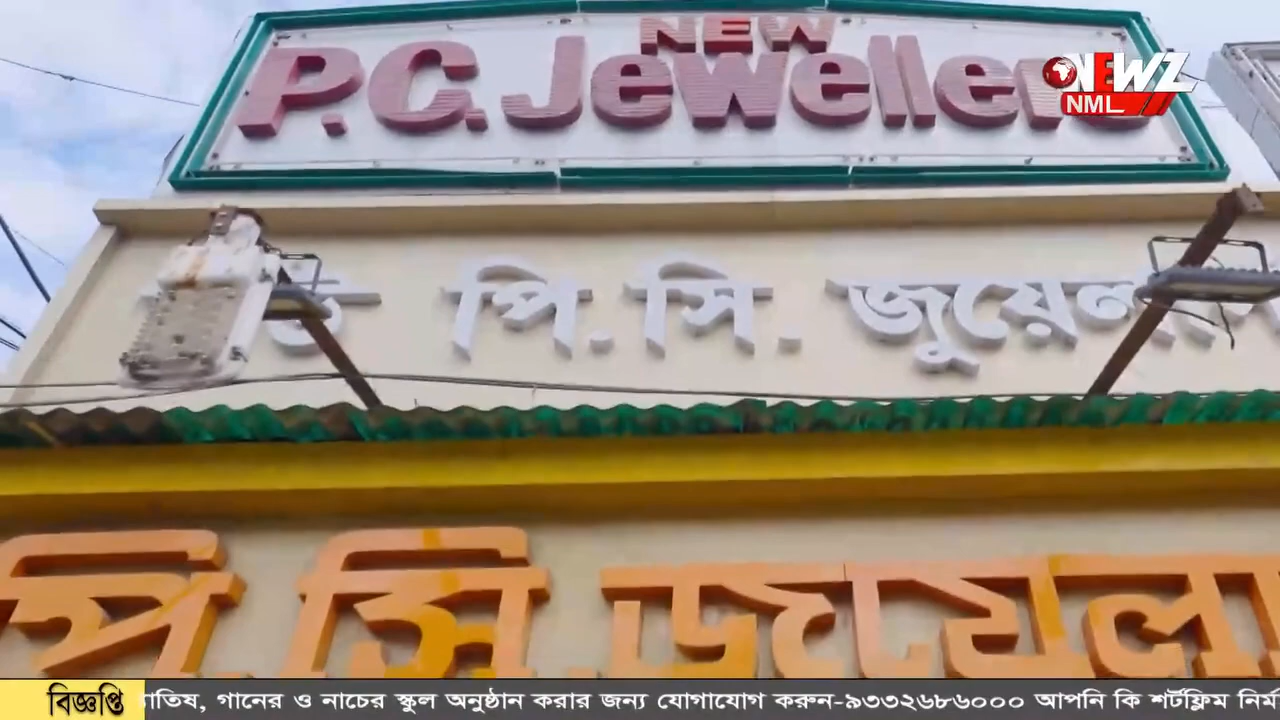 NEW
P.C. Jewellers
NEWZ
NML
পি. সি. জুয়েলার্স
পি. সি. জুয়েলা
বিজ্ঞপ্তি
যাতিষ, গানের ও নাচের স্কুল অনুষ্ঠান করার জন্য যোগাযোগ করুন-৯৩৩২৬৮৬০০০ আপনি কি শর্টফ্লিম নির্ম